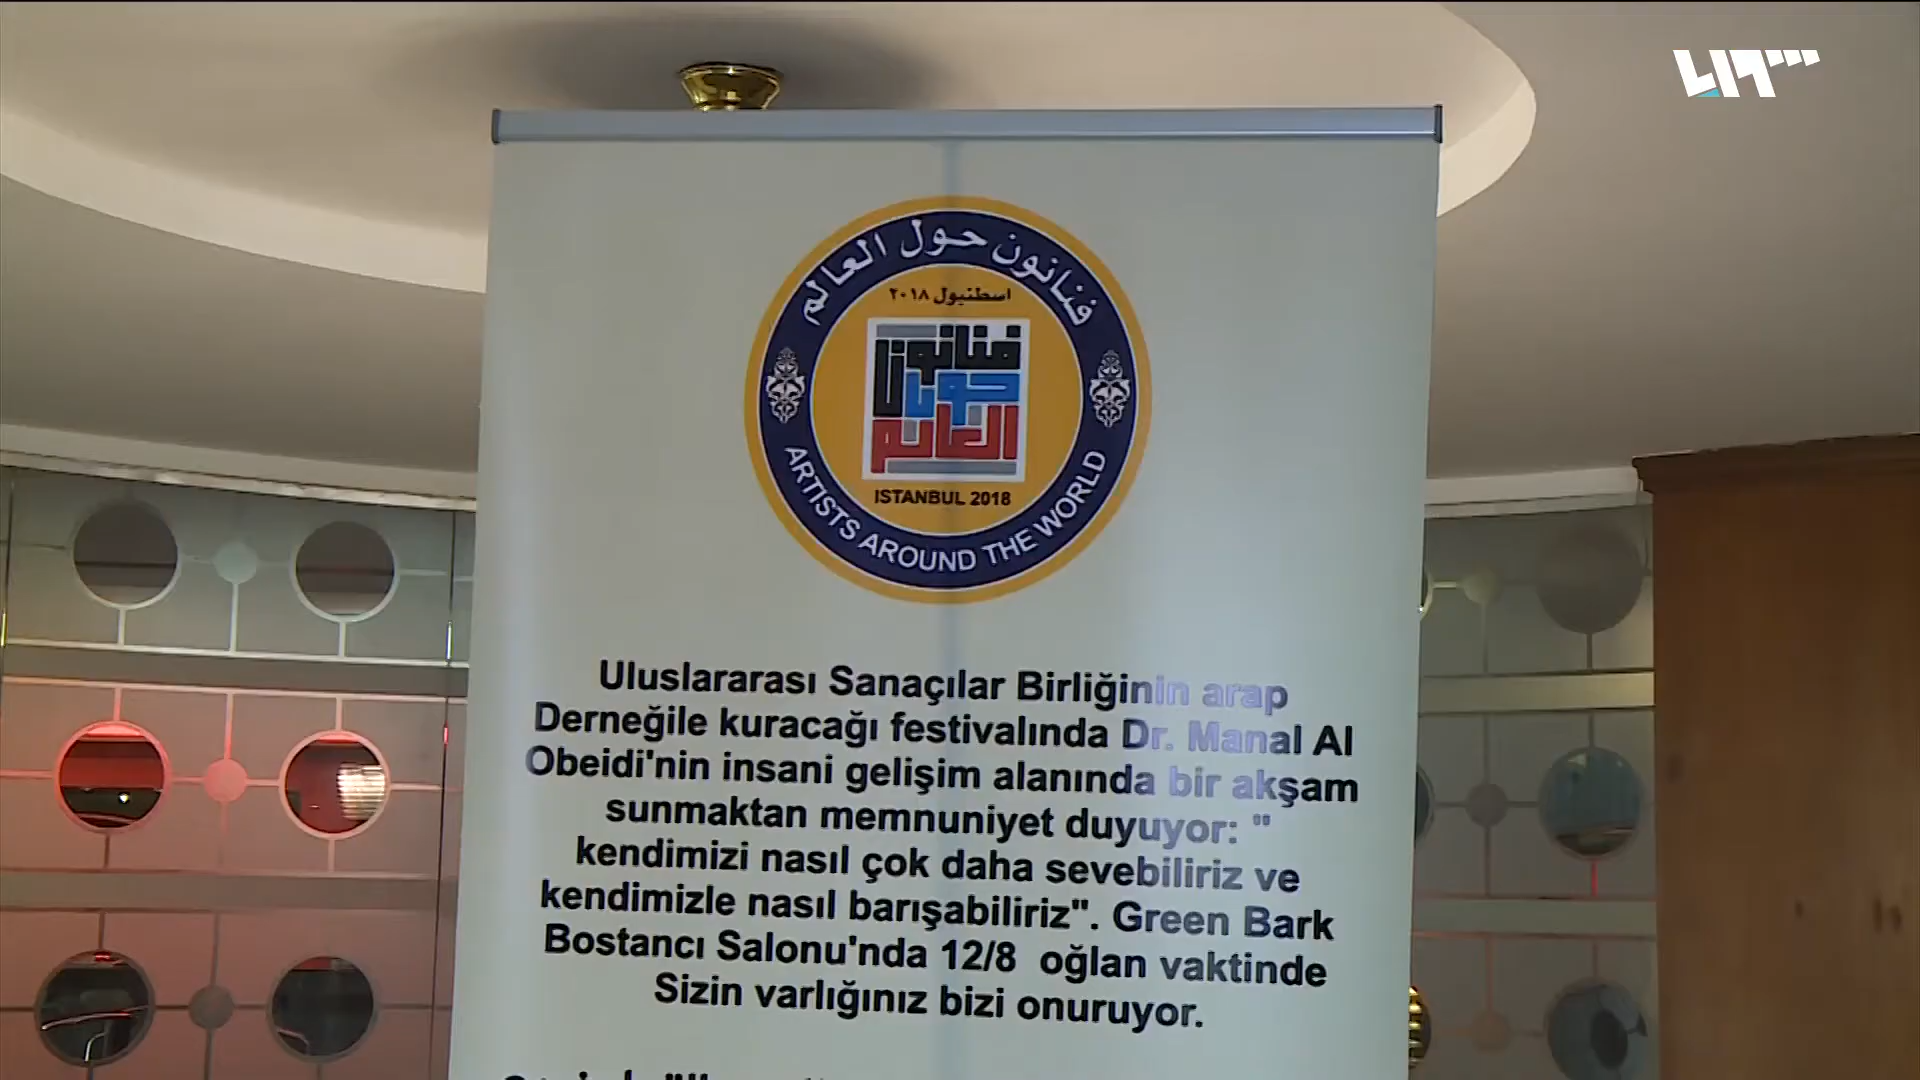 فنانون حول العالم
اسطنبول ٢٠١٨
فنانون
حول
العالم
ISTANBUL 2018
ARTISTS AROUND THE WORLD
Uluslararası Sanaçılar Birliğinin arap
Derneğile kuracağı festivalında Dr. Manal Al
Obeidi'nin insani gelişim alanında bir akşam
sunmaktan memnuniyet duyuyor: "
kendimizi nasıl çok daha sevebiliriz ve
kendimizle nasıl barışabiliriz". Green Bark
Bostancı Salonu'nda 12/8 oğlan vaktinde
Sizin varlığınız bizi onuruyor.